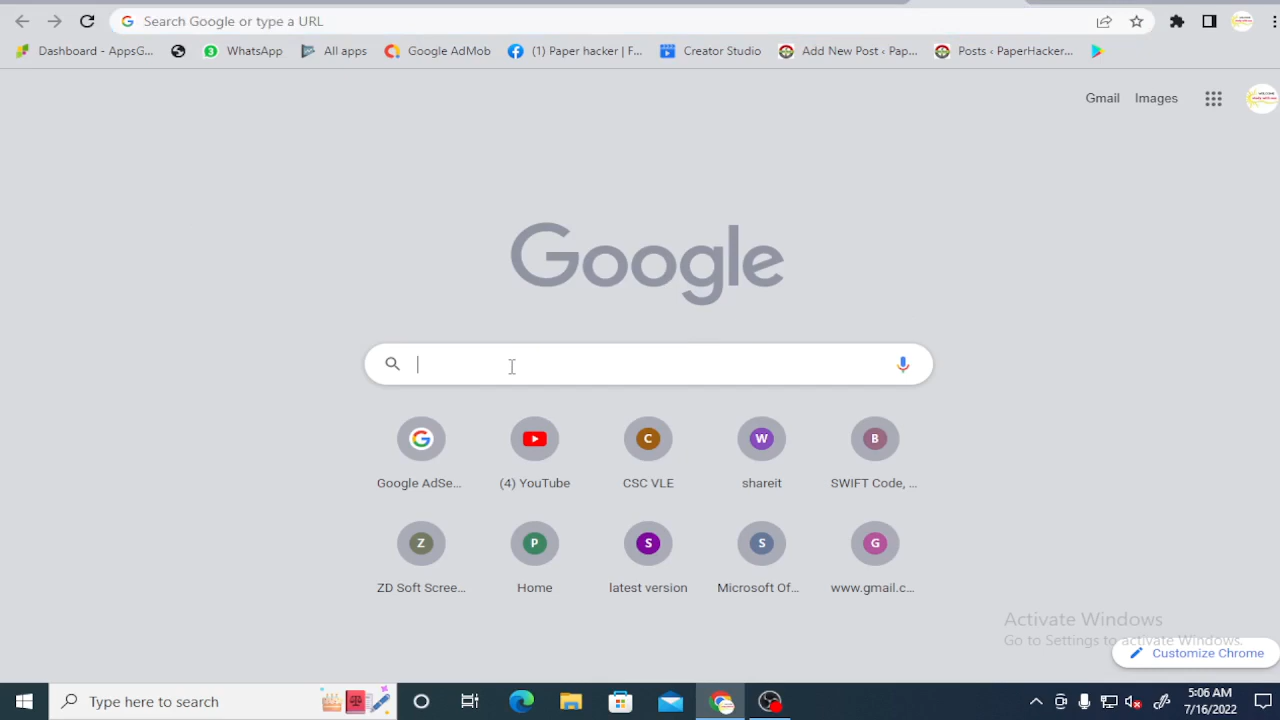 Search Google or type a URL
Dashboard - AppsG... WhatsApp All apps Google AdMob (1) Paper hacker | F... Creator Studio Add New Post ‹ Pap... Posts ‹ PaperHacker...
Gmail Images
Google
Google AdSe... (4) YouTube CSC VLE shareit SWIFT Code, ...
ZD Soft Scree... Home latest version Microsoft Of... www.gmail.c...
Activate Windows
Go to Settings to activate Windows.
Customize Chrome
Type here to search
5:06 AM
7/16/2022